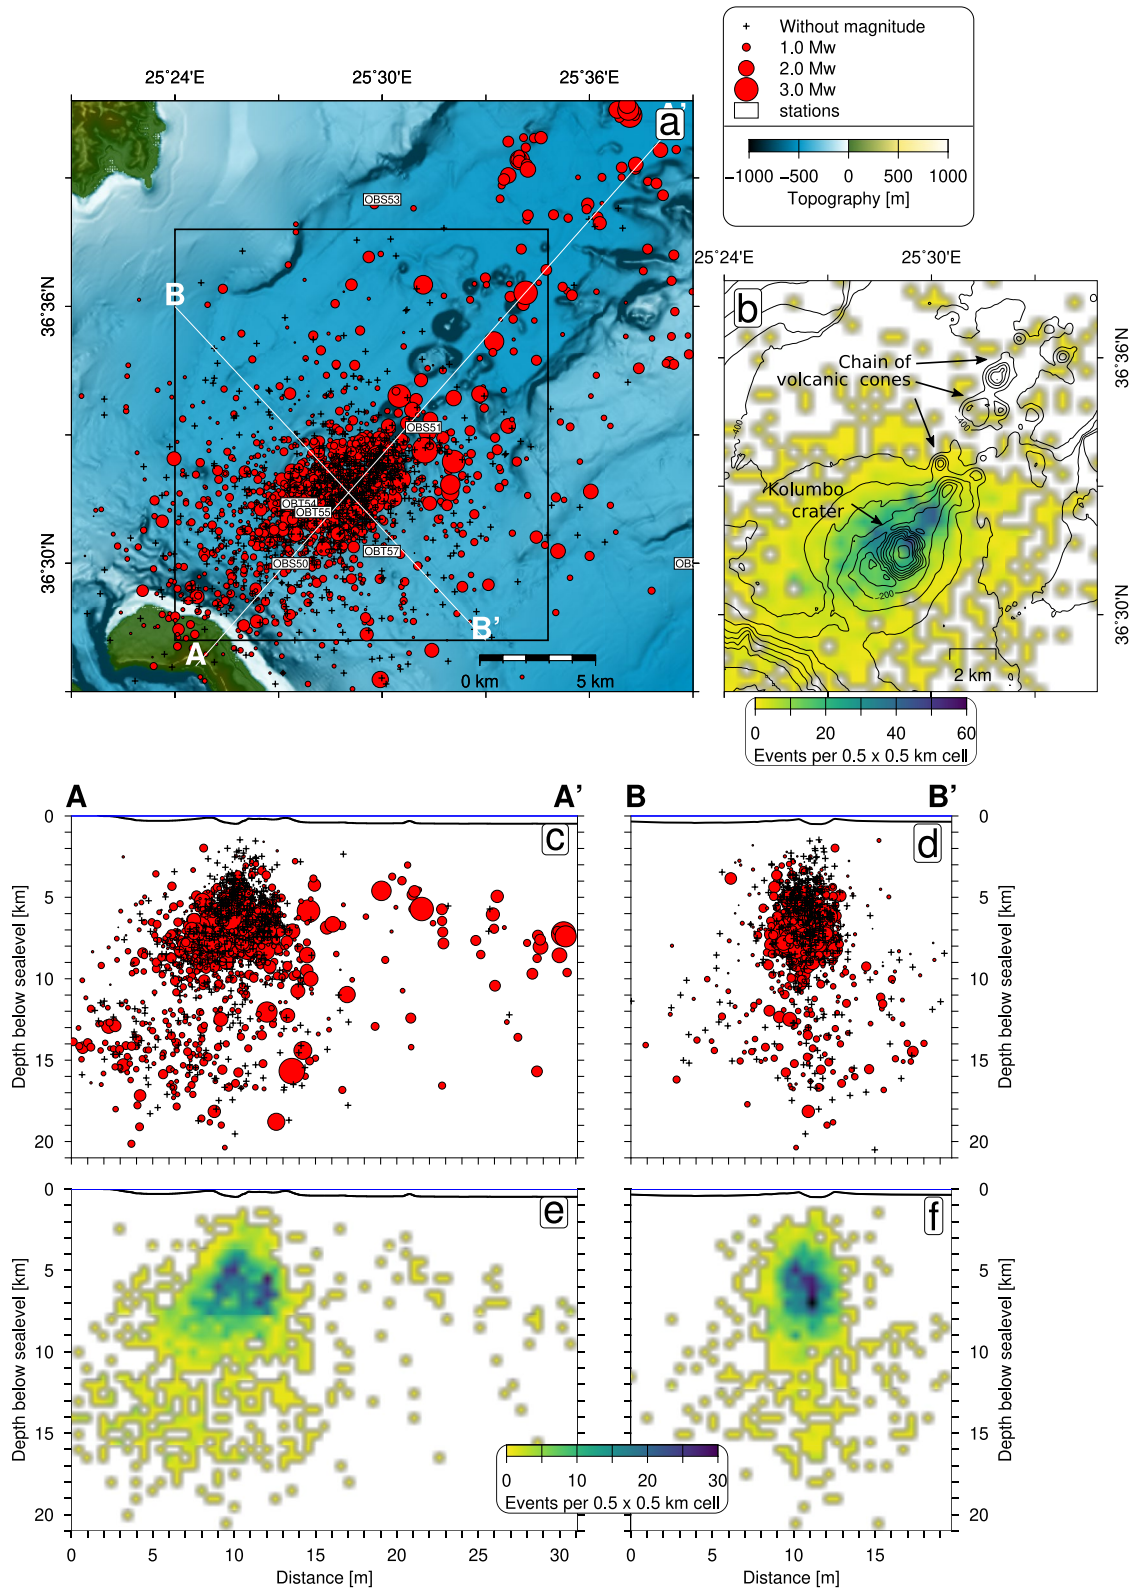 Without magnitude
1.0 Mw
2.0 Mw
3.0 Mw
stations
−1000 −500 0 500 1000
Topography [m]
25˚24'E 25˚30'E 25˚36'E
a
A'
OBS53
B
36˚36'N
OBS51
OBT54
OBT55
OBT57
OBS50
OB
36˚30'N
A
B’
0 km 5 km
25˚24'E 25˚30'E
b
Chain of
volcanic cones
36˚36'N
−400
−400
Kolumbo
crater
−200
36˚30'N
2 km
0 20 40 60
Events per 0.5 x 0.5 km cell
A A’
B B’
0
5
10
15
20
Depth below sealevel [km]
c
d
0
5
10
15
20
Depth below sealevel [km]
0
5
10
15
20
Depth below sealevel [km]
e
f
0
5
10
15
20
Depth below sealevel [km]
0 10 20 30
Events per 0.5 x 0.5 km cell
0 5 10 15 20 25 30
Distance [m]
0 5 10 15
Distance [m]